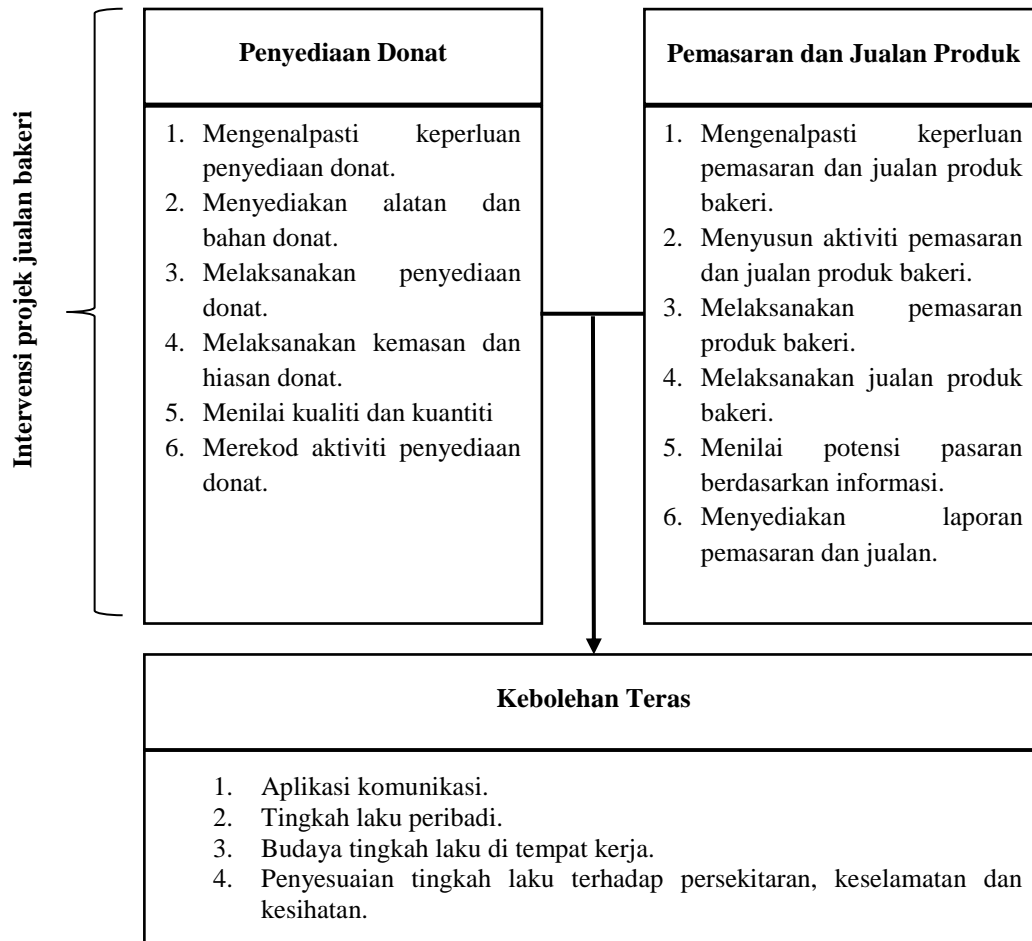 Intervensi projek jualan bakeri
Penyediaan Donat
1. Mengenalpasti keperluan
penyediaan donat.
2. Menyediakan alatan dan
bahan donat.
3. Melaksanakan penyediaan
donat.
4. Melaksanakan kemasan dan
hiasan donat.
5. Menilai kualiti dan kuantiti
6. Merekod aktiviti penyediaan
donat.
Pemasaran dan Jualan Produk
1. Mengenalpasti keperluan
pemasaran dan jualan produk
bakeri.
2. Menyusun aktiviti pemasaran
dan jualan produk bakeri.
3. Melaksanakan pemasaran
produk bakeri.
4. Melaksanakan jualan produk
bakeri.
5. Menilai potensi pasaran
berdasarkan informasi.
6. Menyediakan laporan
pemasaran dan jualan.
Kebolehan Teras
1. Aplikasi komunikasi.
2. Tingkah laku peribadi.
3. Budaya tingkah laku di tempat kerja.
4. Penyesuaian tingkah laku terhadap persekitaran, keselamatan dan
kesihatan.